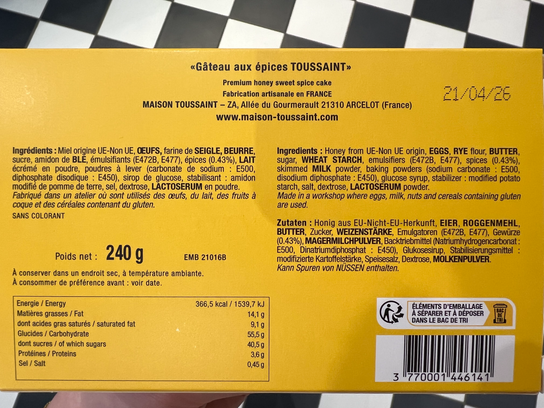 «Gâteau aux épices TOUSSAINT»
Premium honey sweet spice cake
Fabrication artisanale en FRANCE
MAISON TOUSSAINT – ZA, Allée du Gourmerault 21310 ARCELOT (France)
www.maison-toussaint.com
21/04/26
Ingrédients : Miel origine UE-Non UE, ŒUFS, farine de SEIGLE, BEURRE,
sucre, amidon de BLÉ, émulsifiants (E472B, E477), épices (0.43%), LAIT
écrémé en poudre, poudres à lever (carbonate de sodium : E500,
diphosphate disodique : E450), sirop de glucose, stabilisant : amidon
modifié de pomme de terre, sel, dextrose, LACTOSERUM en poudre.
Fabriqué dans un atelier où sont utilisés des œufs, du lait, des fruits à
coque et des céréales contenant du gluten.
SANS COLORANT
Poids net : 240 g
EMB 21016B
À conserver dans un endroit sec, à température ambiante.
À consommer de préférence avant : voir date.
Ingredients : Honey from UE-Non UE origin, EGGS, RYE flour, BUTTER,
sugar, WHEAT STARCH, emulsifiers (E472B, E477), spices (0.43%),
skimmed MILK powder, baking powders (sodium carbonate : E500,
disodium diphosphate : E450), glucose syrup, stabilizer : modified potato
starch, salt, dextrose, LACTOSERUM powder.
Made in a workshop where eggs, milk, nuts and cereals containing gluten
are used.
Zutaten : Honig aus EU-Nicht-EU-Herkunft, EIER, ROGGENMEHL,
BUTTER, Zucker, WEIZENSTÄRKE, Emulgatoren (E472B, E477), Gewürze
(0.43%), MAGERMILCHPULVER, Backtriebmittel (Natriumhydrogencarbonat :
E500, Dinatriumdiphosphat : E450), Glukosesirup, Stabilisierungsmittel :
modifizierte Kartoffelstärke, Speisesalz, Dextrose, MOLKENPULVER.
Kann Spuren von NÜSSEN enthalten.
Energie / Energy 366,5 kcal / 1539,7 kJ
Matières grasses / Fat 14,1 g
dont acides gras saturés / saturated fat 9,1 g
Glucides / Carbohydrate 55,5 g
dont sucres / of which sugars 40,5 g
Protéines / Proteins 3,6 g
Sel / Salt 0,45 g
ÉLÉMENTS D'EMBALLAGE
À SÉPARER ET À DÉPOSER
DANS LE BAC DE TRI
BAC
DE TRI
3 770001 446141